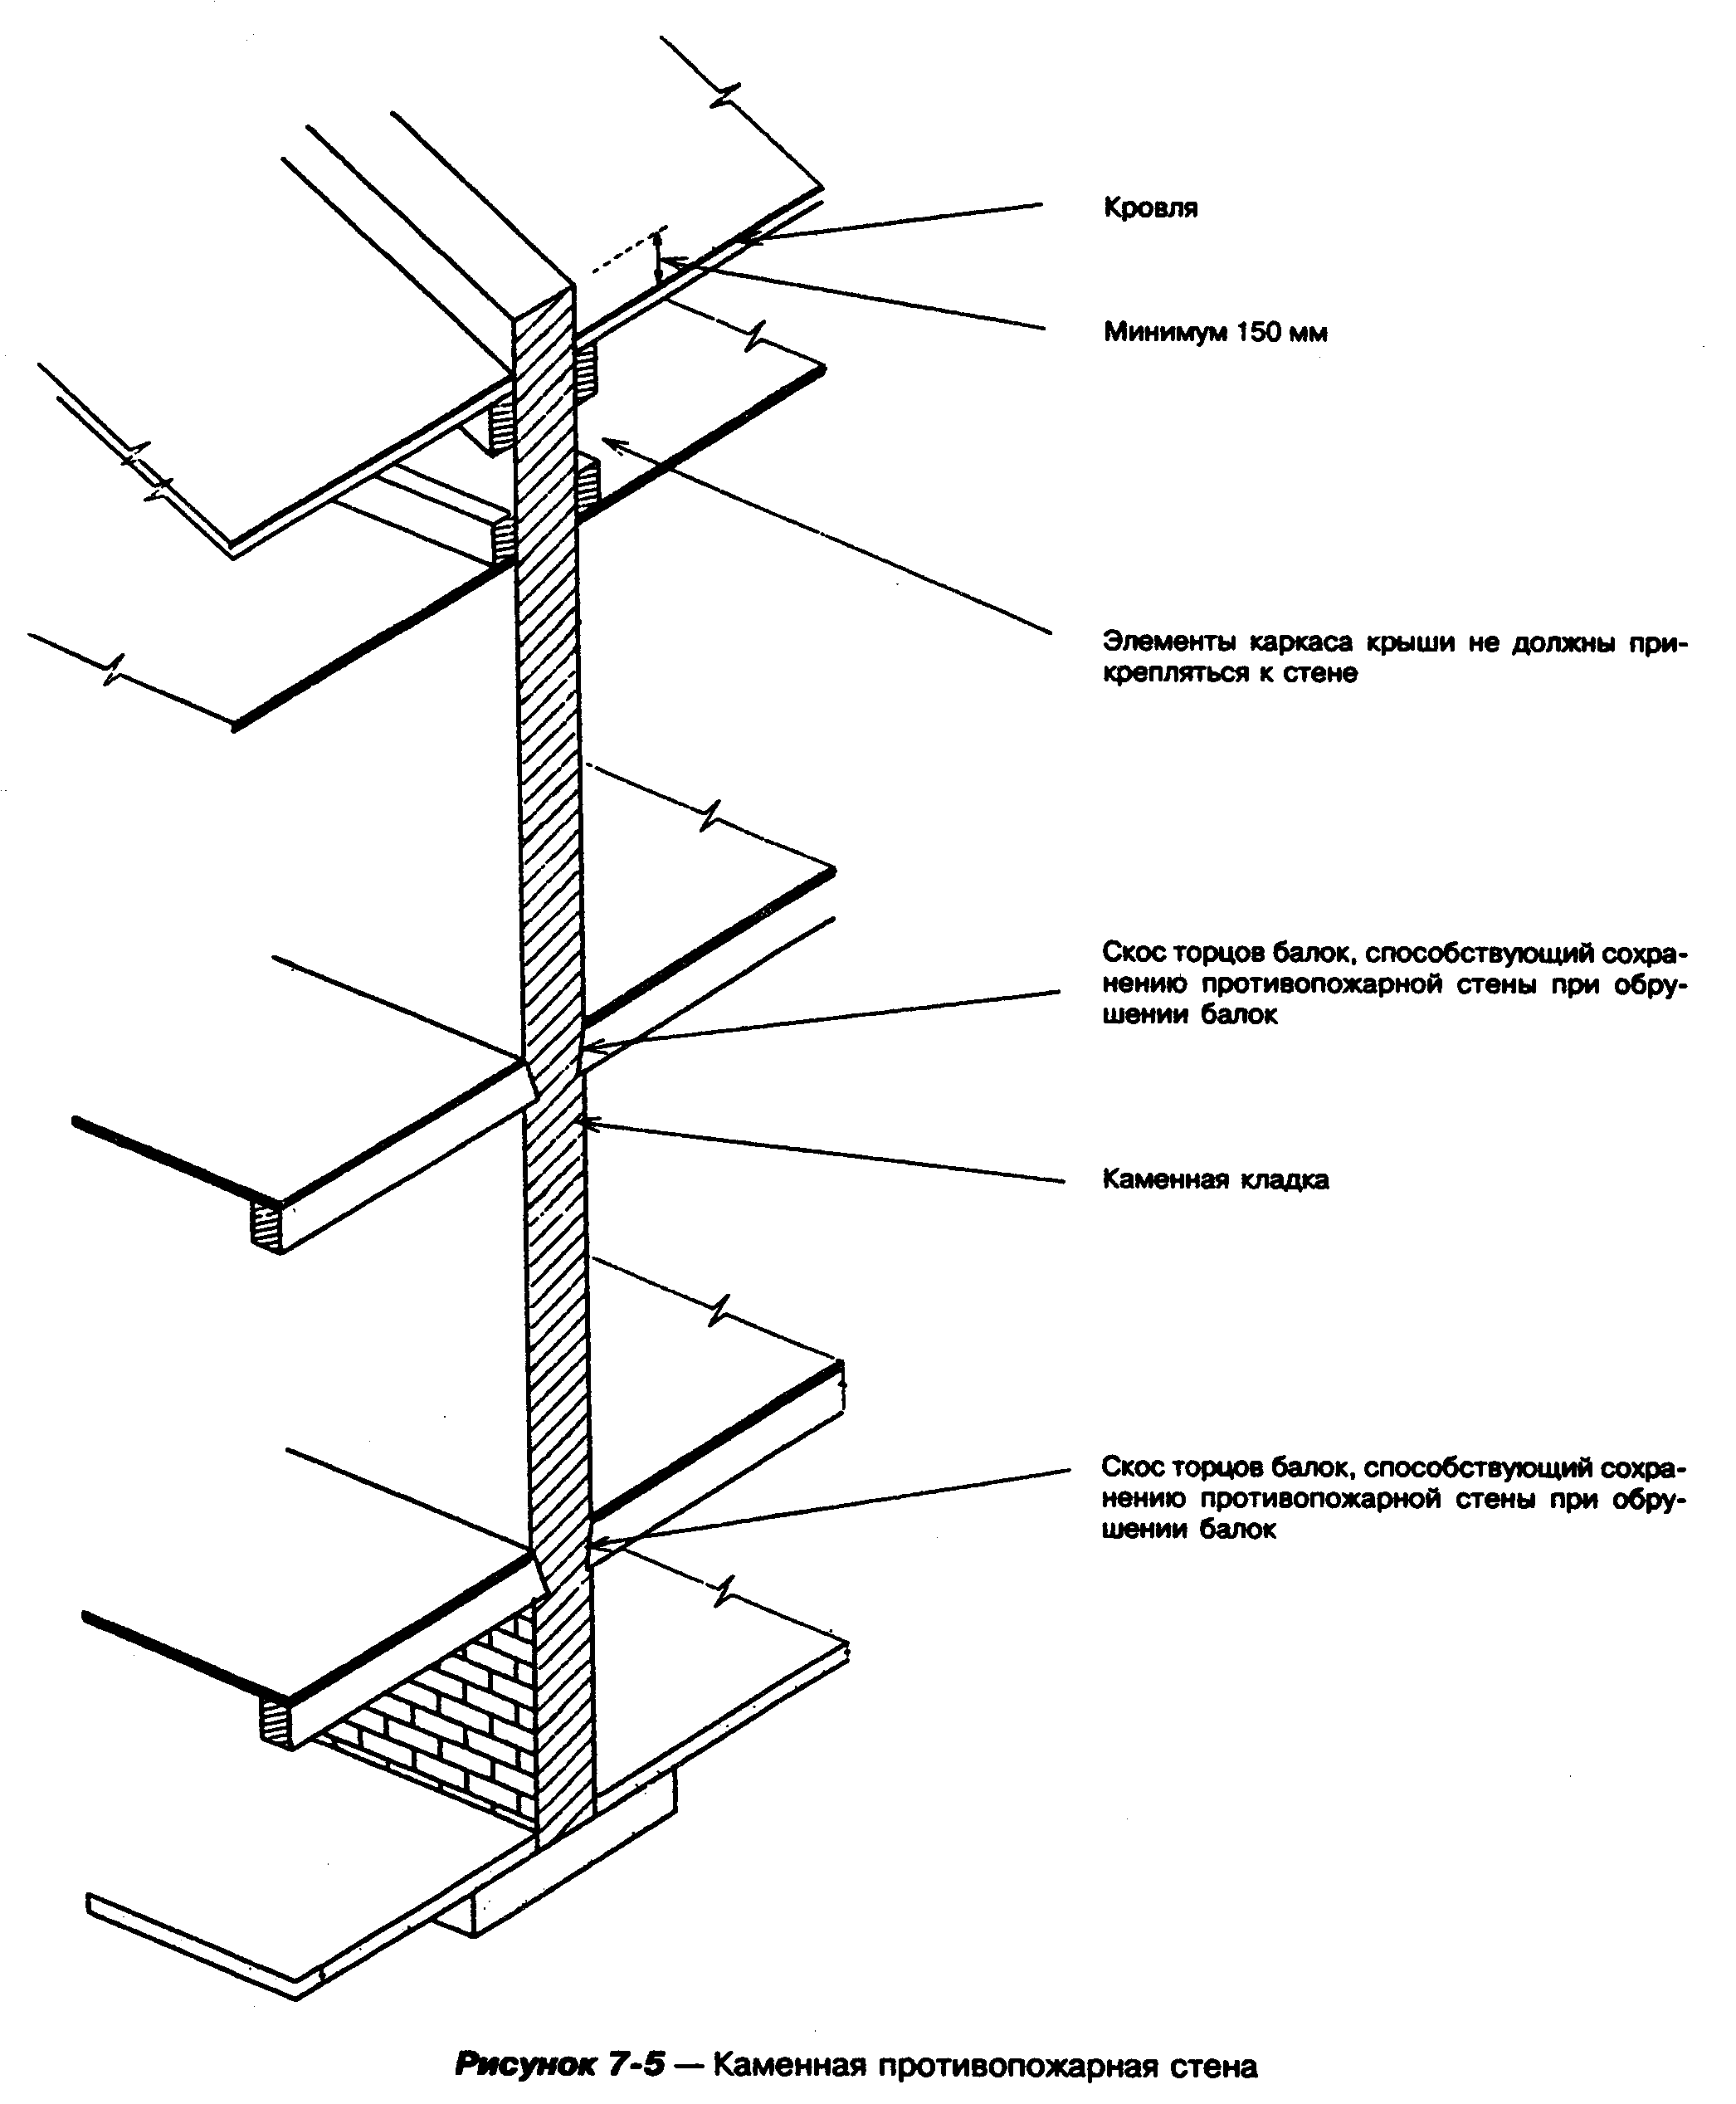 Кровля
Минимум 150 мм
Элементы каркаса крыши не должны при-
крепляться к стене
Скос торцов балок, способствующий сохра-
нению противопожарной стены при обру-
шении балок
Каменная кладка
Скос торцов балок, способствующий сохра-
нению противопожарной стены при обру-
шении балок
Рисунок 7-5 — Каменная противопожарная стена